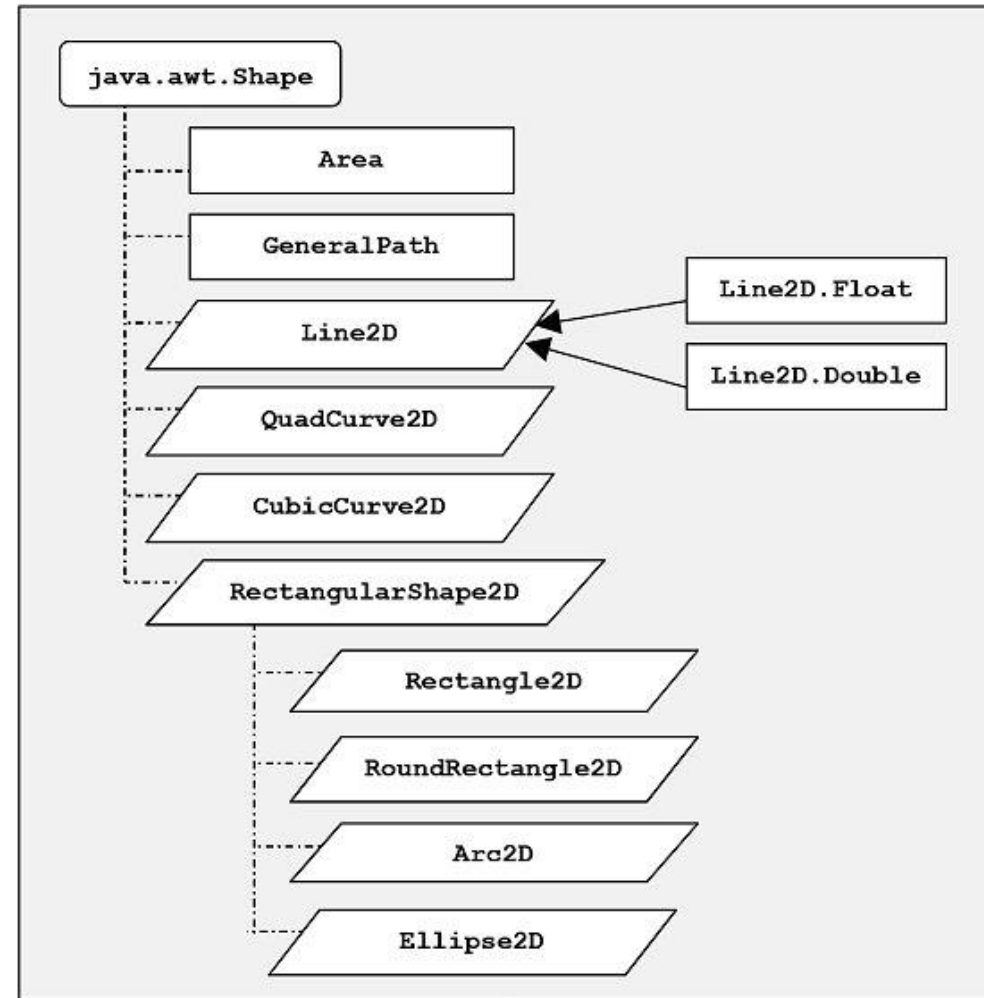 java.awt.Shape
Area
GeneralPath
Line2D.Float
Line2D
Line2D.Double
QuadCurve2D
CubicCurve2D
RectangularShape2D
Rectangle2D
RoundRectangle2D
Arc2D
Ellipse2D